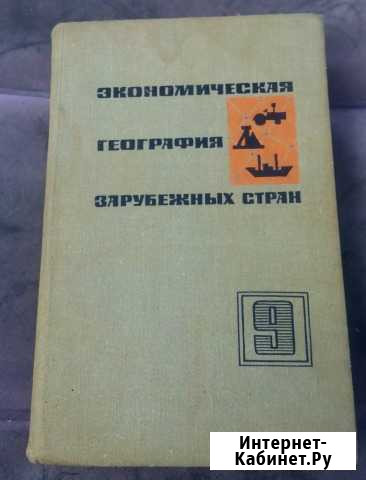 ЭКОНОМИЧЕСКАЯ
ГЕОГРАФИЯ
ЗАРУБЕЖНЫХ СТРАН
9
Интернет-
Кабинет.Ру